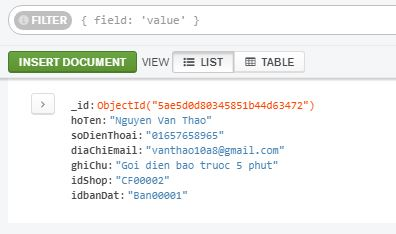 FILTER { field: 'value' }
INSERT DOCUMENT VIEW LIST TABLE
_id: ObjectId("5ae5d0d80345851b44d63472")
hoTen: "Nguyen Van Thao"
soDienThoai: "01657658965"
diaChiEmail: "vanthao10a8@gmail.com"
ghiChu: "Goi dien bao truoc 5 phut"
idShop: "CF00002"
idbanDat: "Ban00001"